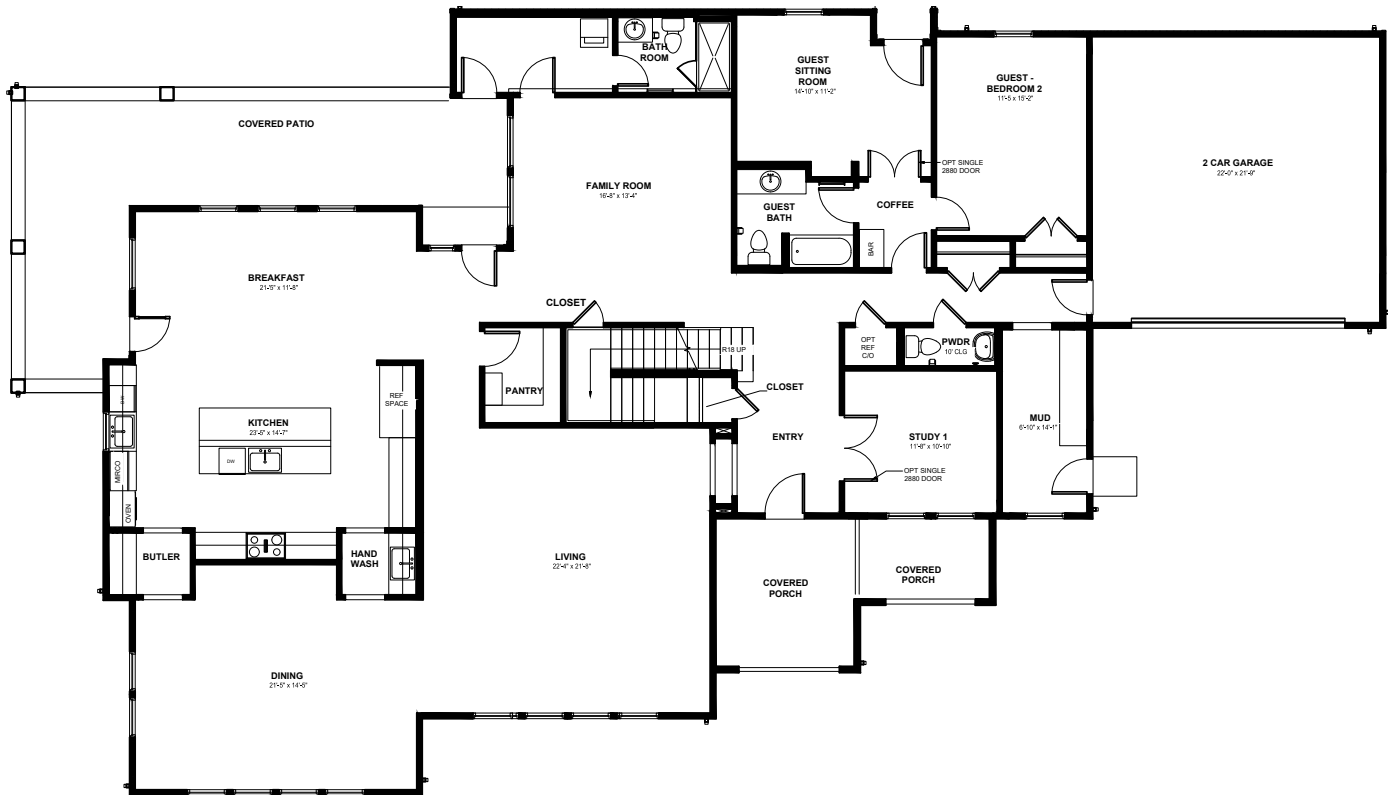 BATH
ROOM
GUEST
SITTING
ROOM
14'-10" x 11'-2"
GUEST -
BEDROOM 2
11'-5 x 15'-2"
COVERED PATIO
2 CAR GARAGE
22'-0" x 21'-9"
OPT SINGLE
2880 DOOR
FAMILY ROOM
16'-8" x 13'-4"
GUEST
BATH
COFFEE
BAR
BREAKFAST
21'-5" x 11'-8"
CLOSET
R18 UP
OPT
REF
C/O
PWDR
10' CLG
PANTRY
CLOSET
REF
SPACE
DW
KITCHEN
23'-6" x 14'-7"
DW
MIRCO
OVEN
ENTRY
STUDY 1
11'-8" x 10'-10"
OPT SINGLE
2880 DOOR
MUD
6'-10" x 14'-1"
BUTLER
HAND
WASH
LIVING
22'-4" x 21'-8"
COVERED
PORCH
COVERED
PORCH
DINING
21'-5" x 14'-6"